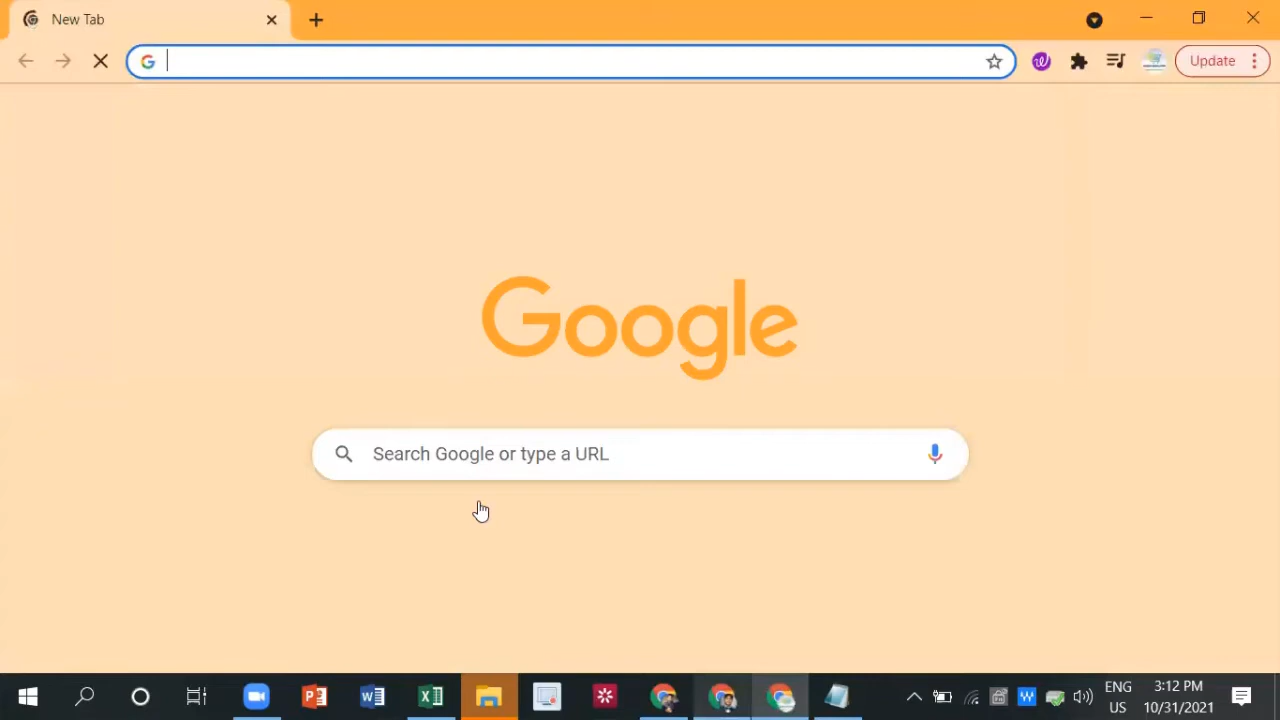 New Tab
Update
Google
Search Google or type a URL
ENG
US
3:12 PM
10/31/2021